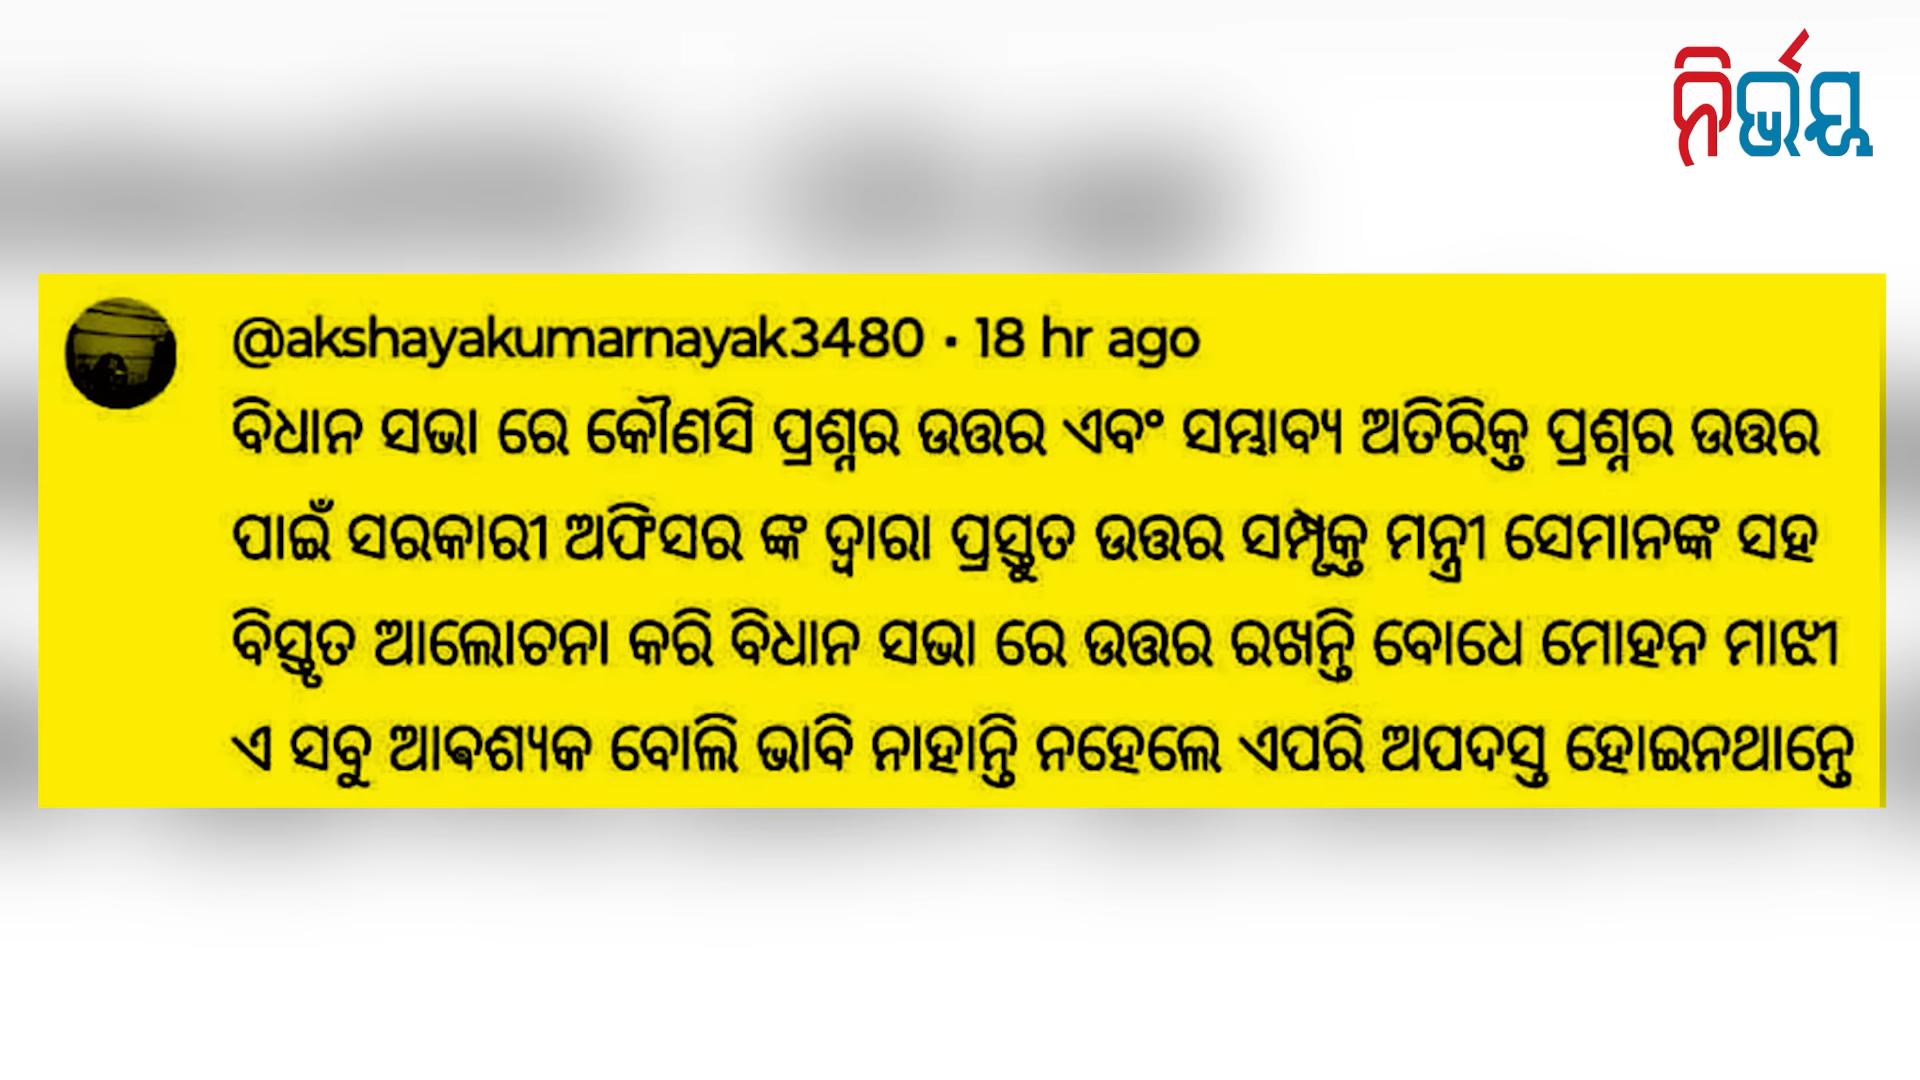 ନିର୍ଭୟ
@akshayakumarnayak3480 • 18 hr ago
ବିଧାନ ସଭା ରେ କୌଣସି ପ୍ରଶ୍ନର ଉତ୍ତର ଏବଂ ସମ୍ଭାବ୍ୟ ଅତିରିକ୍ତ ପ୍ରଶ୍ନର ଉତ୍ତର
ପାଇଁ ସରକାରୀ ଅଫିସର ଙ୍କ ଦ୍ୱାରା ପ୍ରସ୍ତୁତ ଉତ୍ତର ସମ୍ପୃକ୍ତ ମନ୍ତ୍ରୀ ସେମାନଙ୍କ ସହ
ବିସ୍ତୃତ ଆଲୋଚନା କରି ବିଧାନ ସଭା ରେ ଉତ୍ତର ରଖନ୍ତି ବୋଧେ ମୋହନ ମାଝୀ
ଏ ସବୁ ଆଵଶ୍ୟକ ବୋଲି ଭାବି ନାହାନ୍ତି ନହେଲେ ଏପରି ଅପଦସ୍ତ ହୋଇନଥାନ୍ତେ